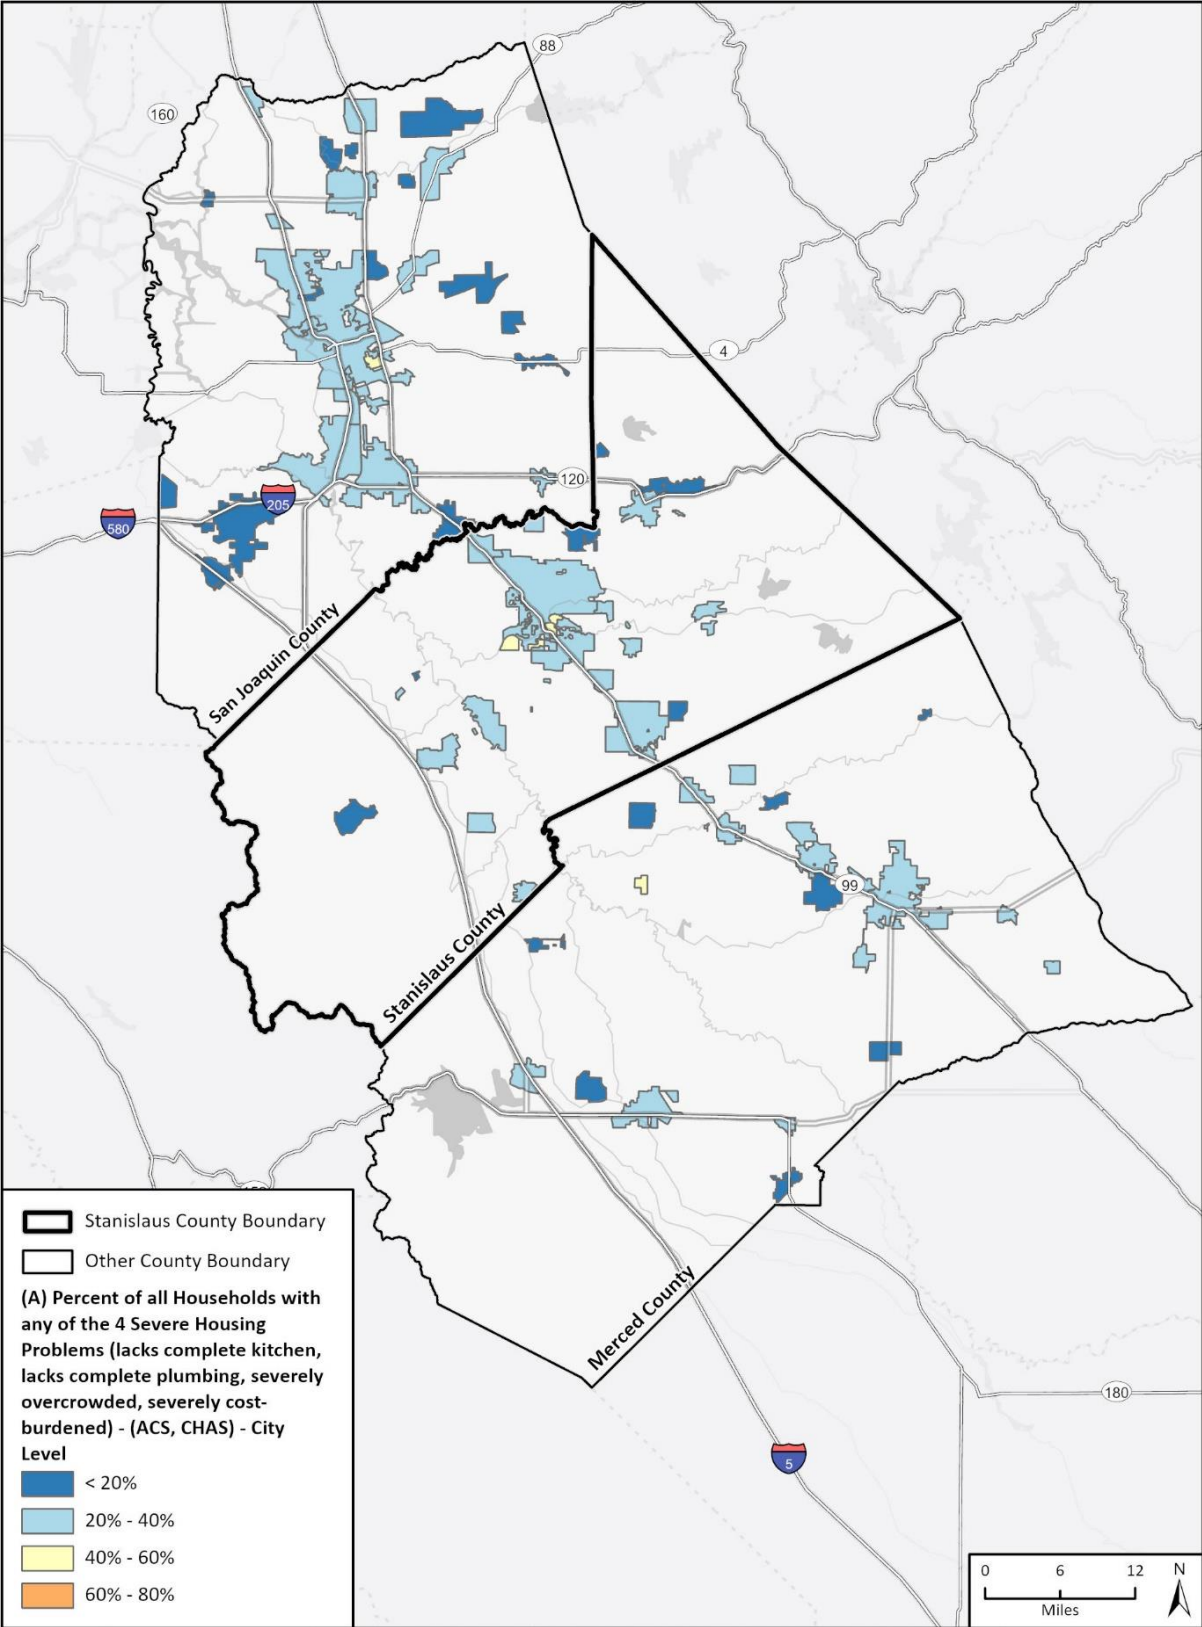 88
160
4
120
205
580
San Joaquin County
99
Stanislaus County
Merced County
180
5
Stanislaus County Boundary
Other County Boundary
(A) Percent of all Households with
any of the 4 Severe Housing
Problems (lacks complete kitchen,
lacks complete plumbing, severely
overcrowded, severely cost-
burdened) - (ACS, CHAS) - City
Level
< 20%
20% - 40%
40% - 60%
60% - 80%
0 6 12
Miles
N